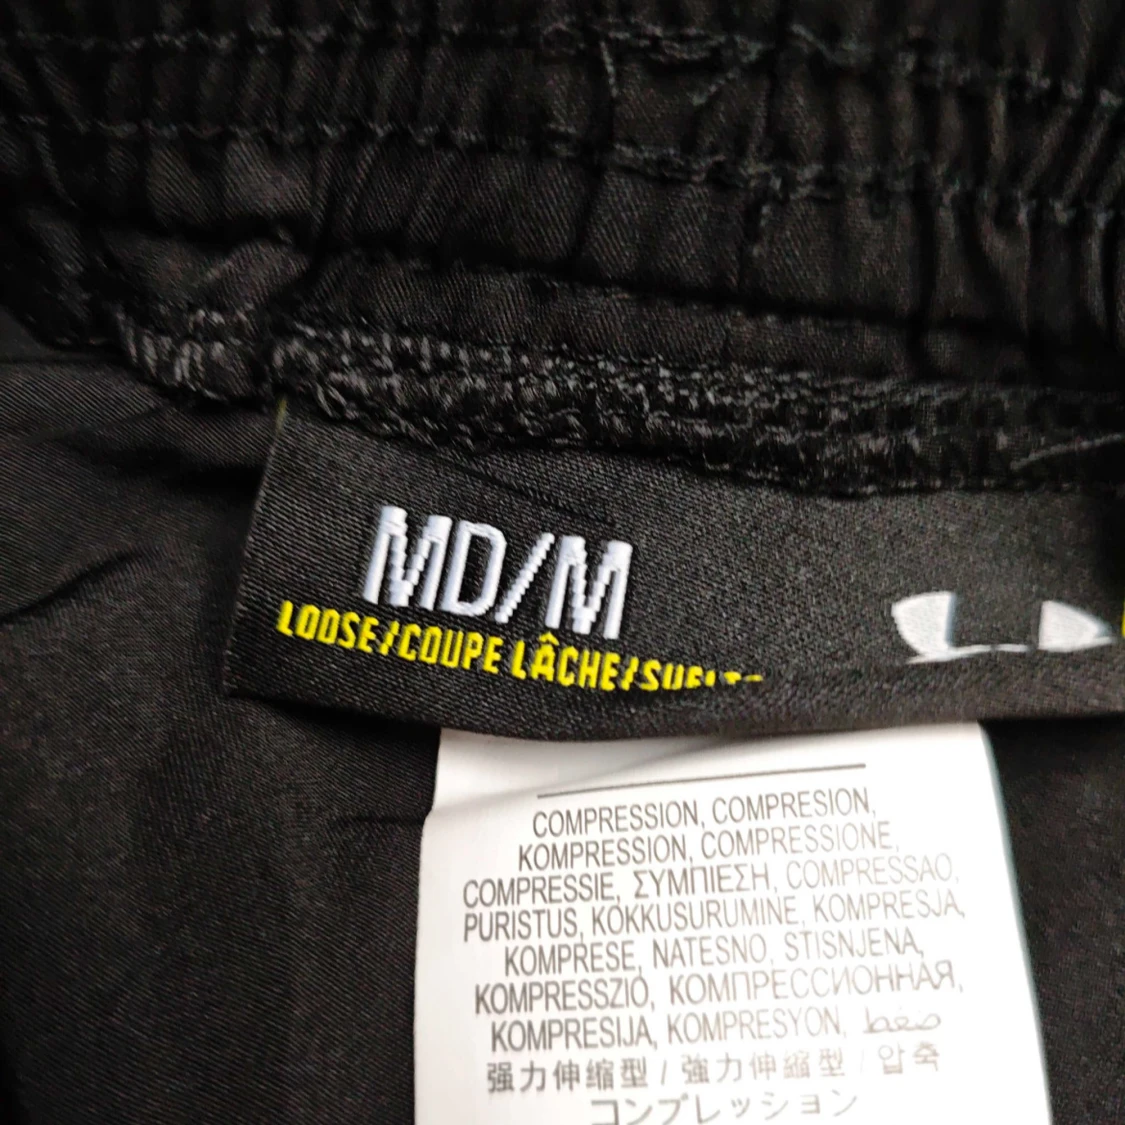 MD/M
LOOSE/COUPE LÂCHE/SUELTO
COMPRESSION, COMPRESION,
KOMPRESSION, COMPRESSIONE,
COMPRESSIE, ΣΥΜΠΙΕΣΗ, COMPRESSAO,
PURISTUS, KOKKUSURUMINE, KOMPRESJA,
KOMPRESE, NATESNO, STISNJENA,
KOMPRESSZIÓ, КОМПРЕССИОННАЯ,
KOMPRESIJA, KOMPRESYON, ضغط
强力伸缩型 / 強力伸縮型 / 압축
コンプレッション